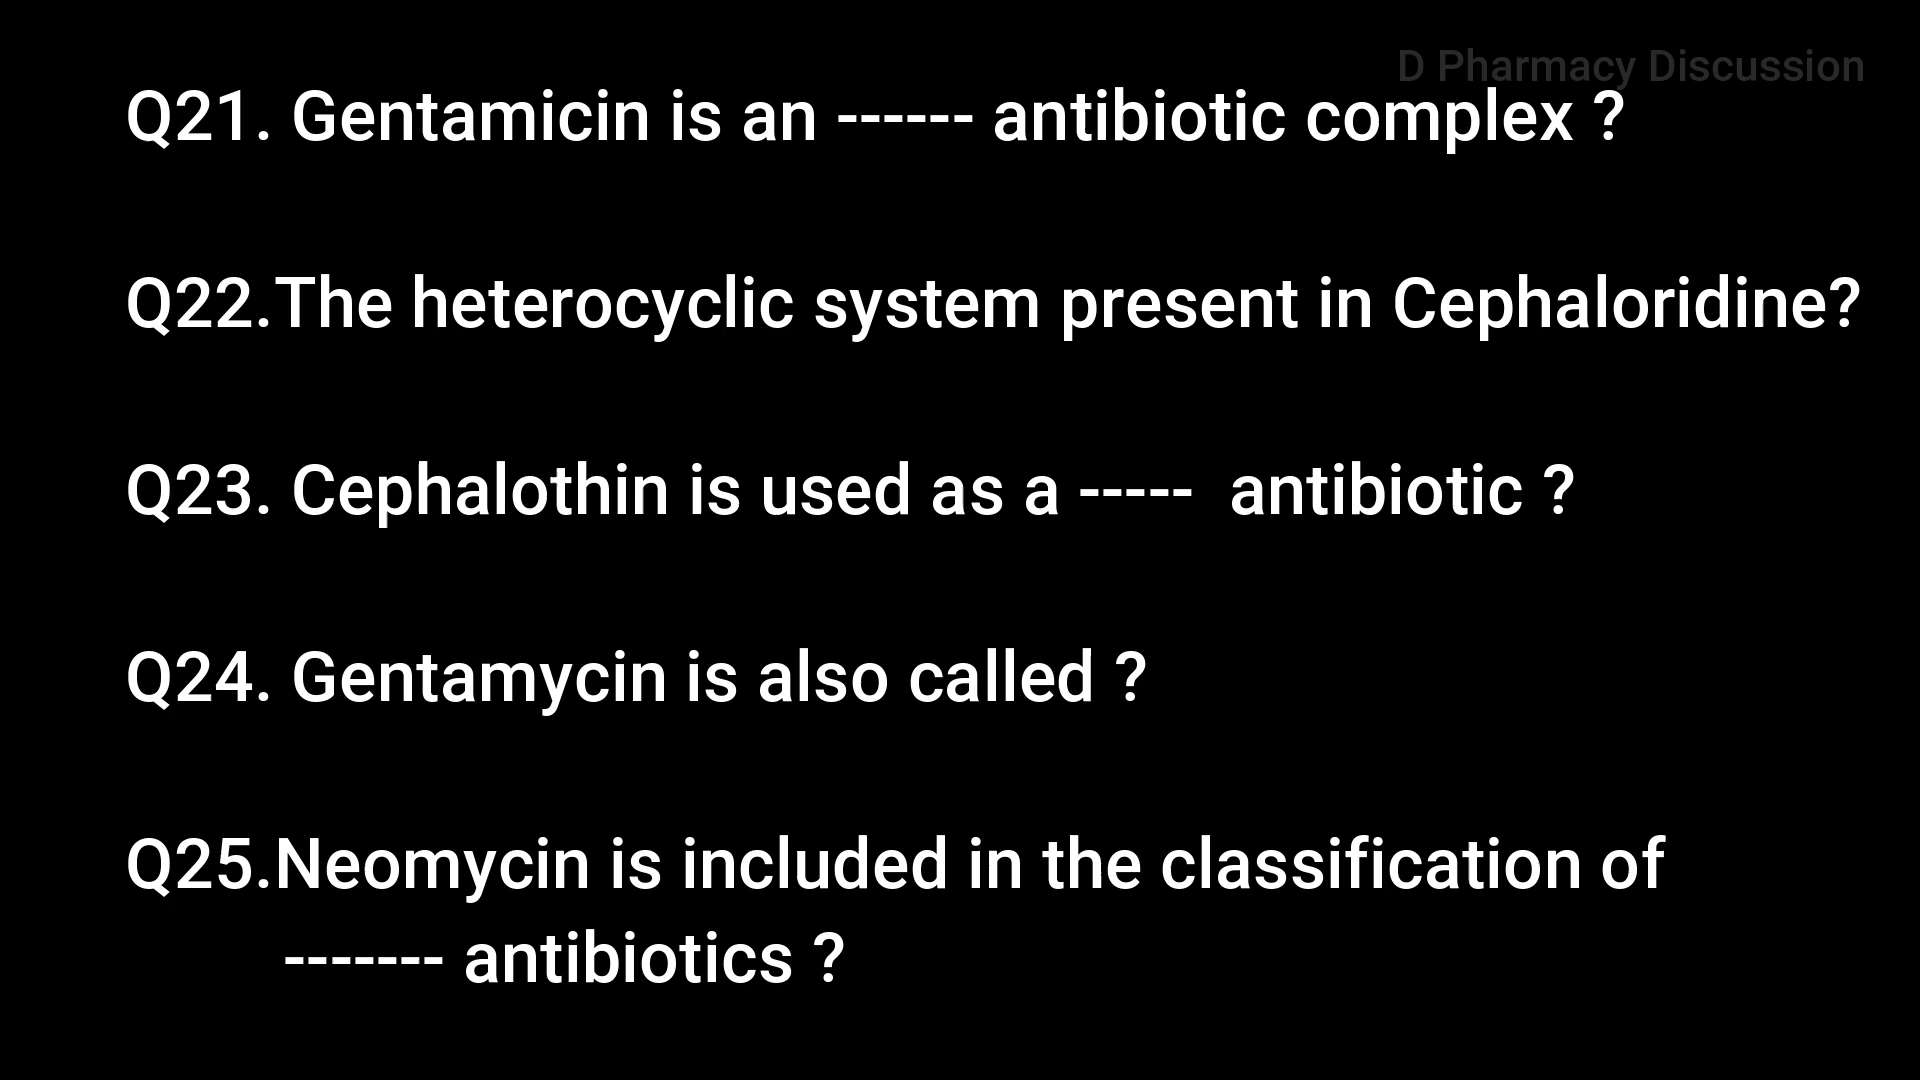 D Pharmacy Discussion
Q21. Gentamicin is an ------ antibiotic complex ?
Q22.The heterocyclic system present in Cephaloridine?
Q23. Cephalothin is used as a -----  antibiotic ?
Q24. Gentamycin is also called ?
Q25.Neomycin is included in the classification of
------- antibiotics ?